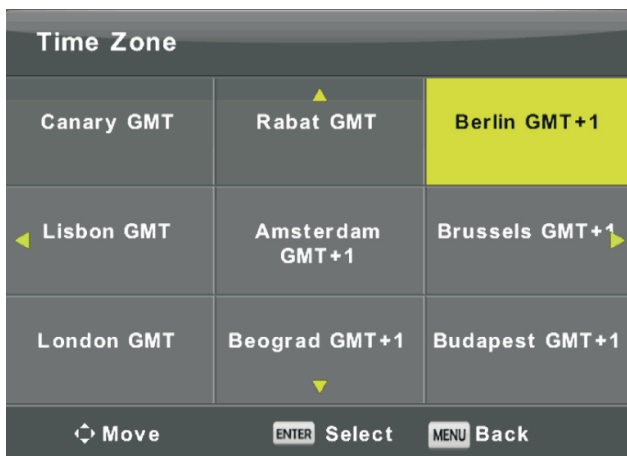 Time Zone
Canary GMT
Rabat GMT
Berlin GMT+1
Lisbon GMT
Amsterdam
GMT+1
Brussels GMT+1
London GMT
Beograd GMT+1
Budapest GMT+1
Move
ENTER Select
MENU Back